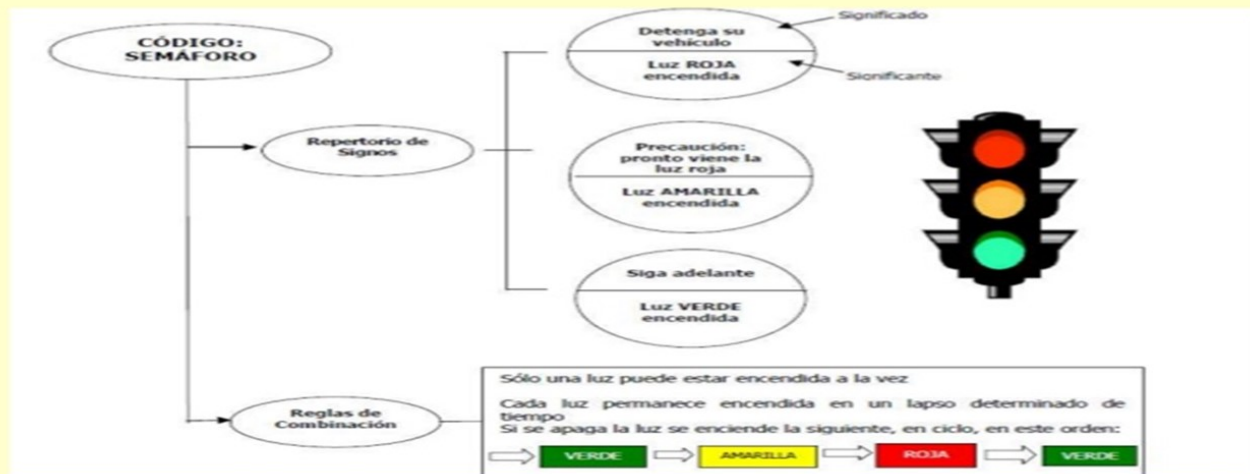 CÓDIGO:
SEMÁFORO
Repertorio de
Signos
Detenga su
vehículo
Luz ROJA
encendida
Significado
Significante
Precaución:
pronto viene la
luz roja
Luz AMARILLA
encendida
Siga adelante
Luz VERDE
encendida
Reglas de
Combinación
Sólo una luz puede estar encendida a la vez
Cada luz permanece encendida en un lapso determinado de
tiempo
Si se apaga la luz se enciende la siguiente, en ciclo, en este orden:
VERDE AMARILLA ROJA VERDE